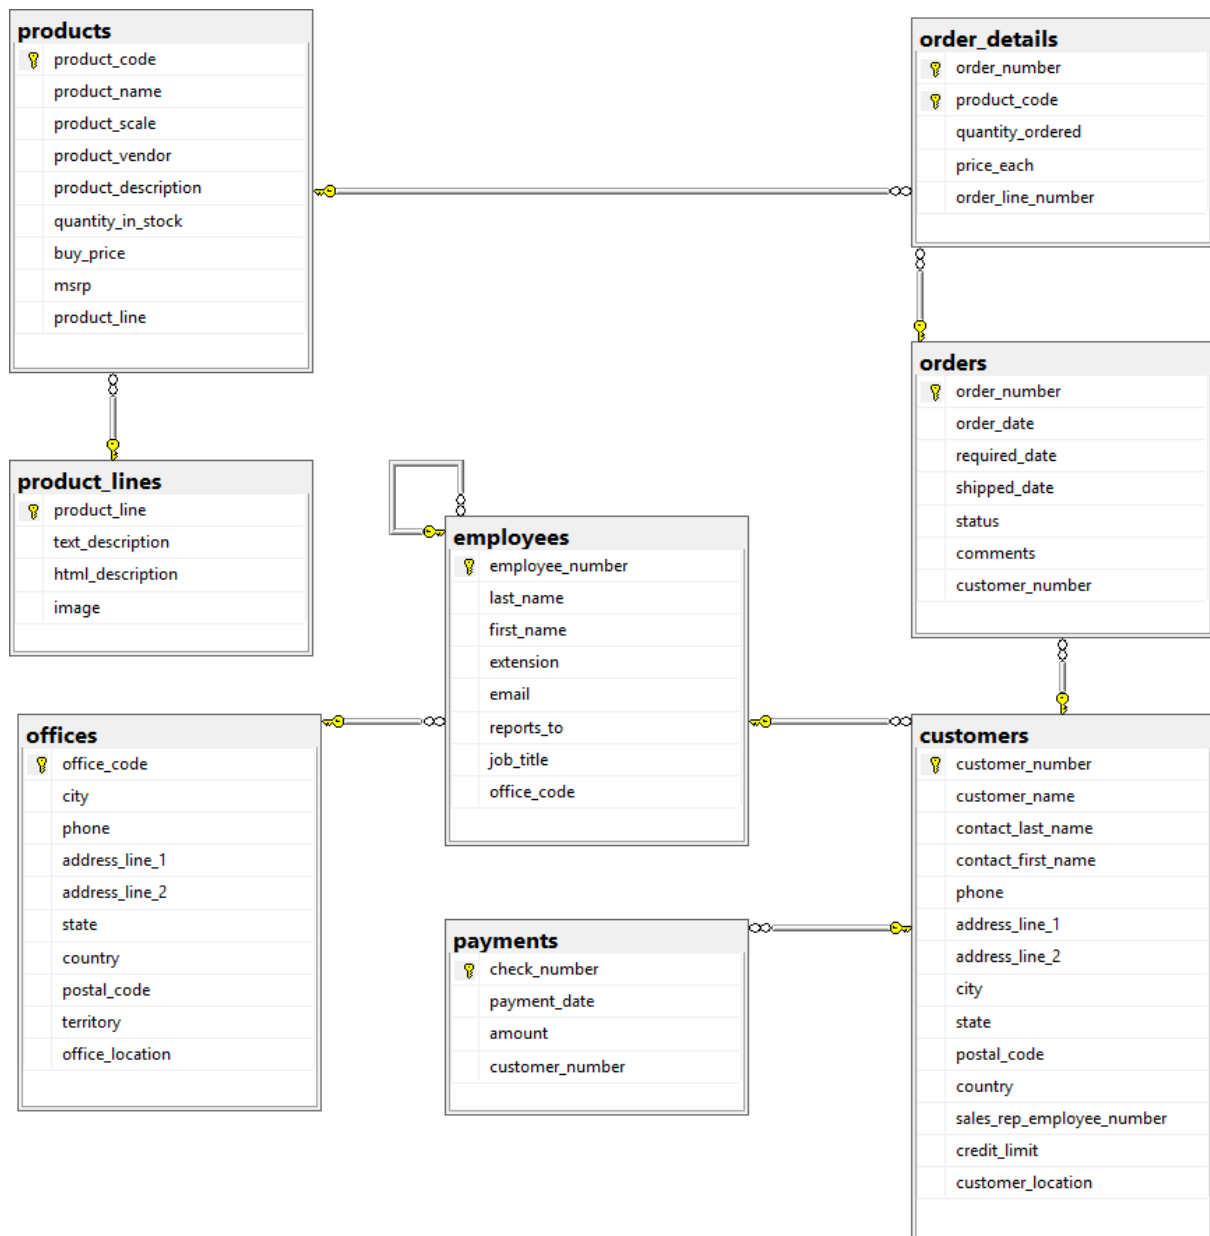 products
product_code
product_name
product_scale
product_vendor
product_description
quantity_in_stock
buy_price
msrp
product_line
order_details
order_number
product_code
quantity_ordered
price_each
order_line_number
orders
order_number
order_date
required_date
shipped_date
status
comments
customer_number
product_lines
product_line
text_description
html_description
image
employees
employee_number
last_name
first_name
extension
email
reports_to
job_title
office_code
offices
office_code
city
phone
address_line_1
address_line_2
state
country
postal_code
territory
office_location
customers
customer_number
customer_name
contact_last_name
contact_first_name
phone
address_line_1
address_line_2
city
state
postal_code
country
sales_rep_employee_number
credit_limit
customer_location
payments
check_number
payment_date
amount
customer_number